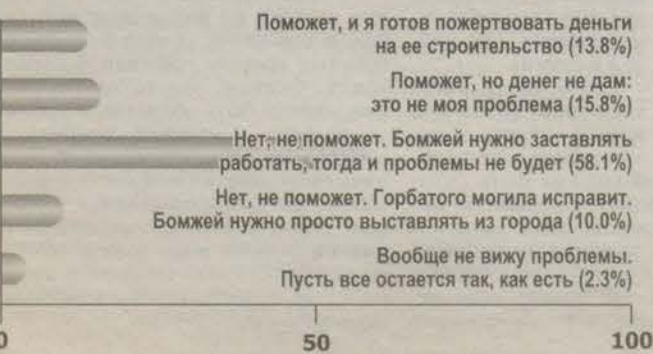 Поможет, и я готов пожертвовать деньги
на ее строительство (13.8%)
Поможет, но денег не дам:
это не моя проблема (15.8%)
Нет, не поможет. Бомжей нужно заставлять
работать, тогда и проблемы не будет (58.1%)
Нет, не поможет. Горбатого могила исправит.
Бомжей нужно просто выставлять из города (10.0%)
Вообще не вижу проблемы.
Пусть все остается так, как есть (2.3%)
0 50 100